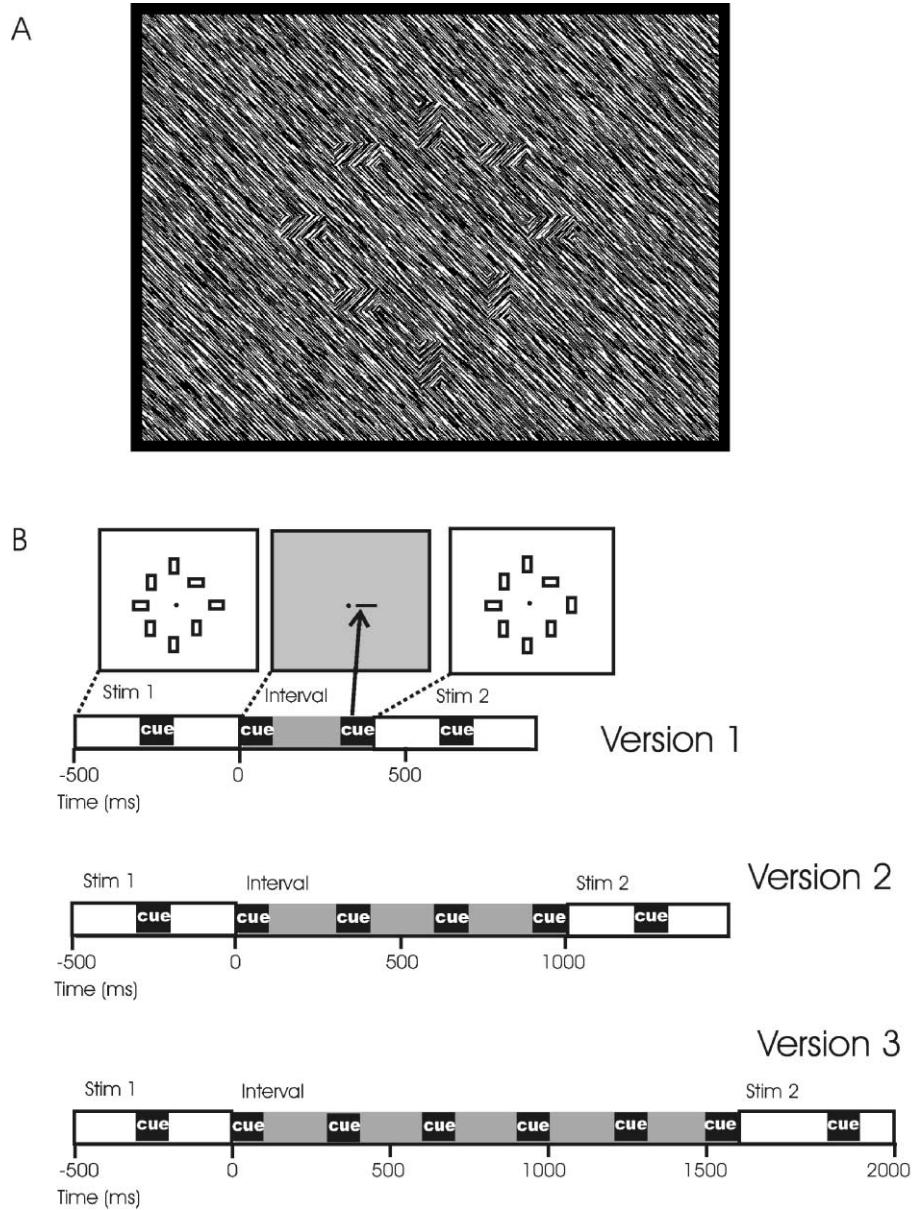 A
B
Stim 1 Interval Stim 2
cue cue cue cue
Version 1
-500 0 500
Time (ms)
Version 2
Stim 1 Interval Stim 2
cue cue cue cue cue cue
-500 0 500 1000
Time (ms)
Version 3
Stim 1 Interval Stim 2
cue cue cue cue cue cue cue cue
-500 0 500 1000 1500 2000
Time (ms)